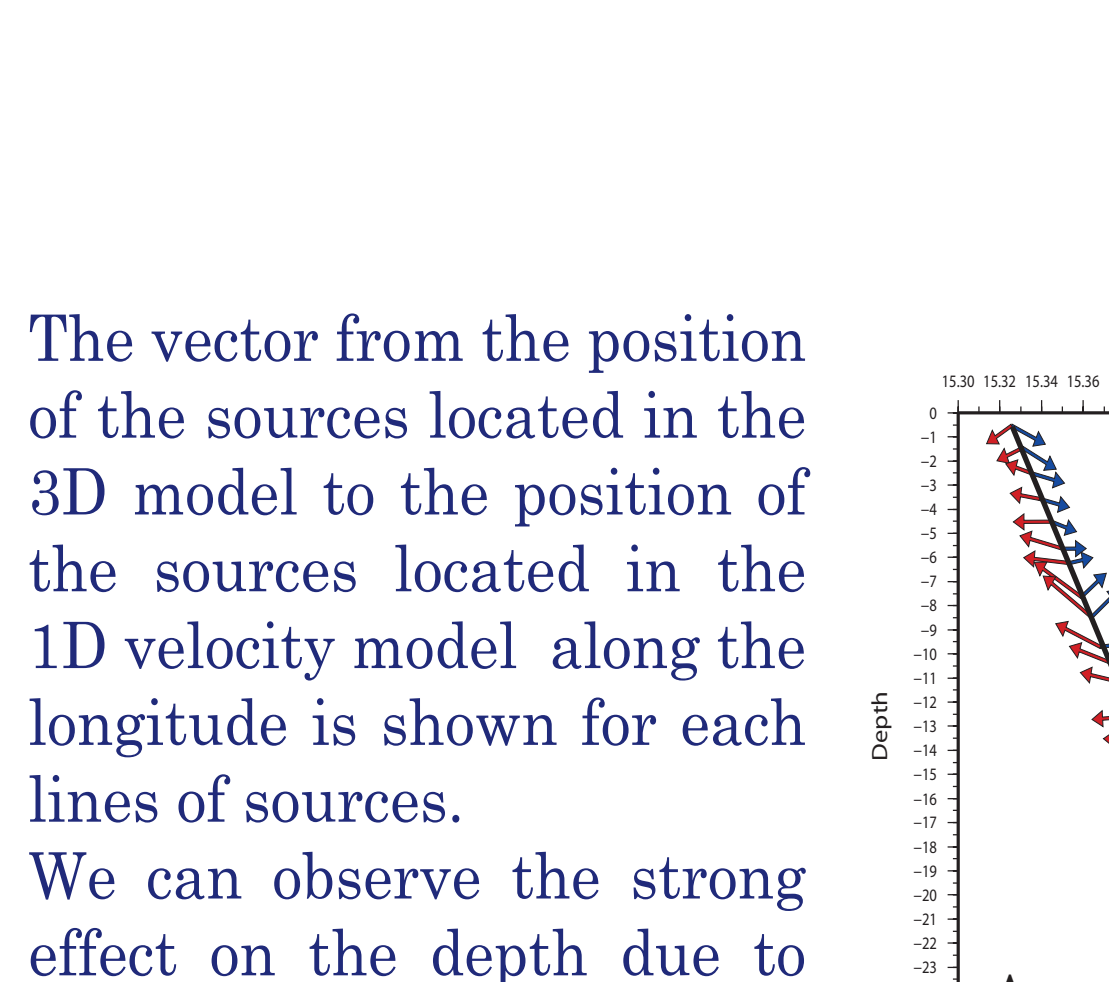 The vector from the position
of the sources located in the
3D model to the position of
the sources located in the
1D velocity model along the
longitude is shown for each
lines of sources.
We can observe the strong
effect on the depth due to
15.30 15.32 15.34 15.36
Depth
0
−1
−2
−3
−4
−5
−6
−7
−8
−9
−10
−11
−12
−13
−14
−15
−16
−17
−18
−19
−20
−21
−22
−23